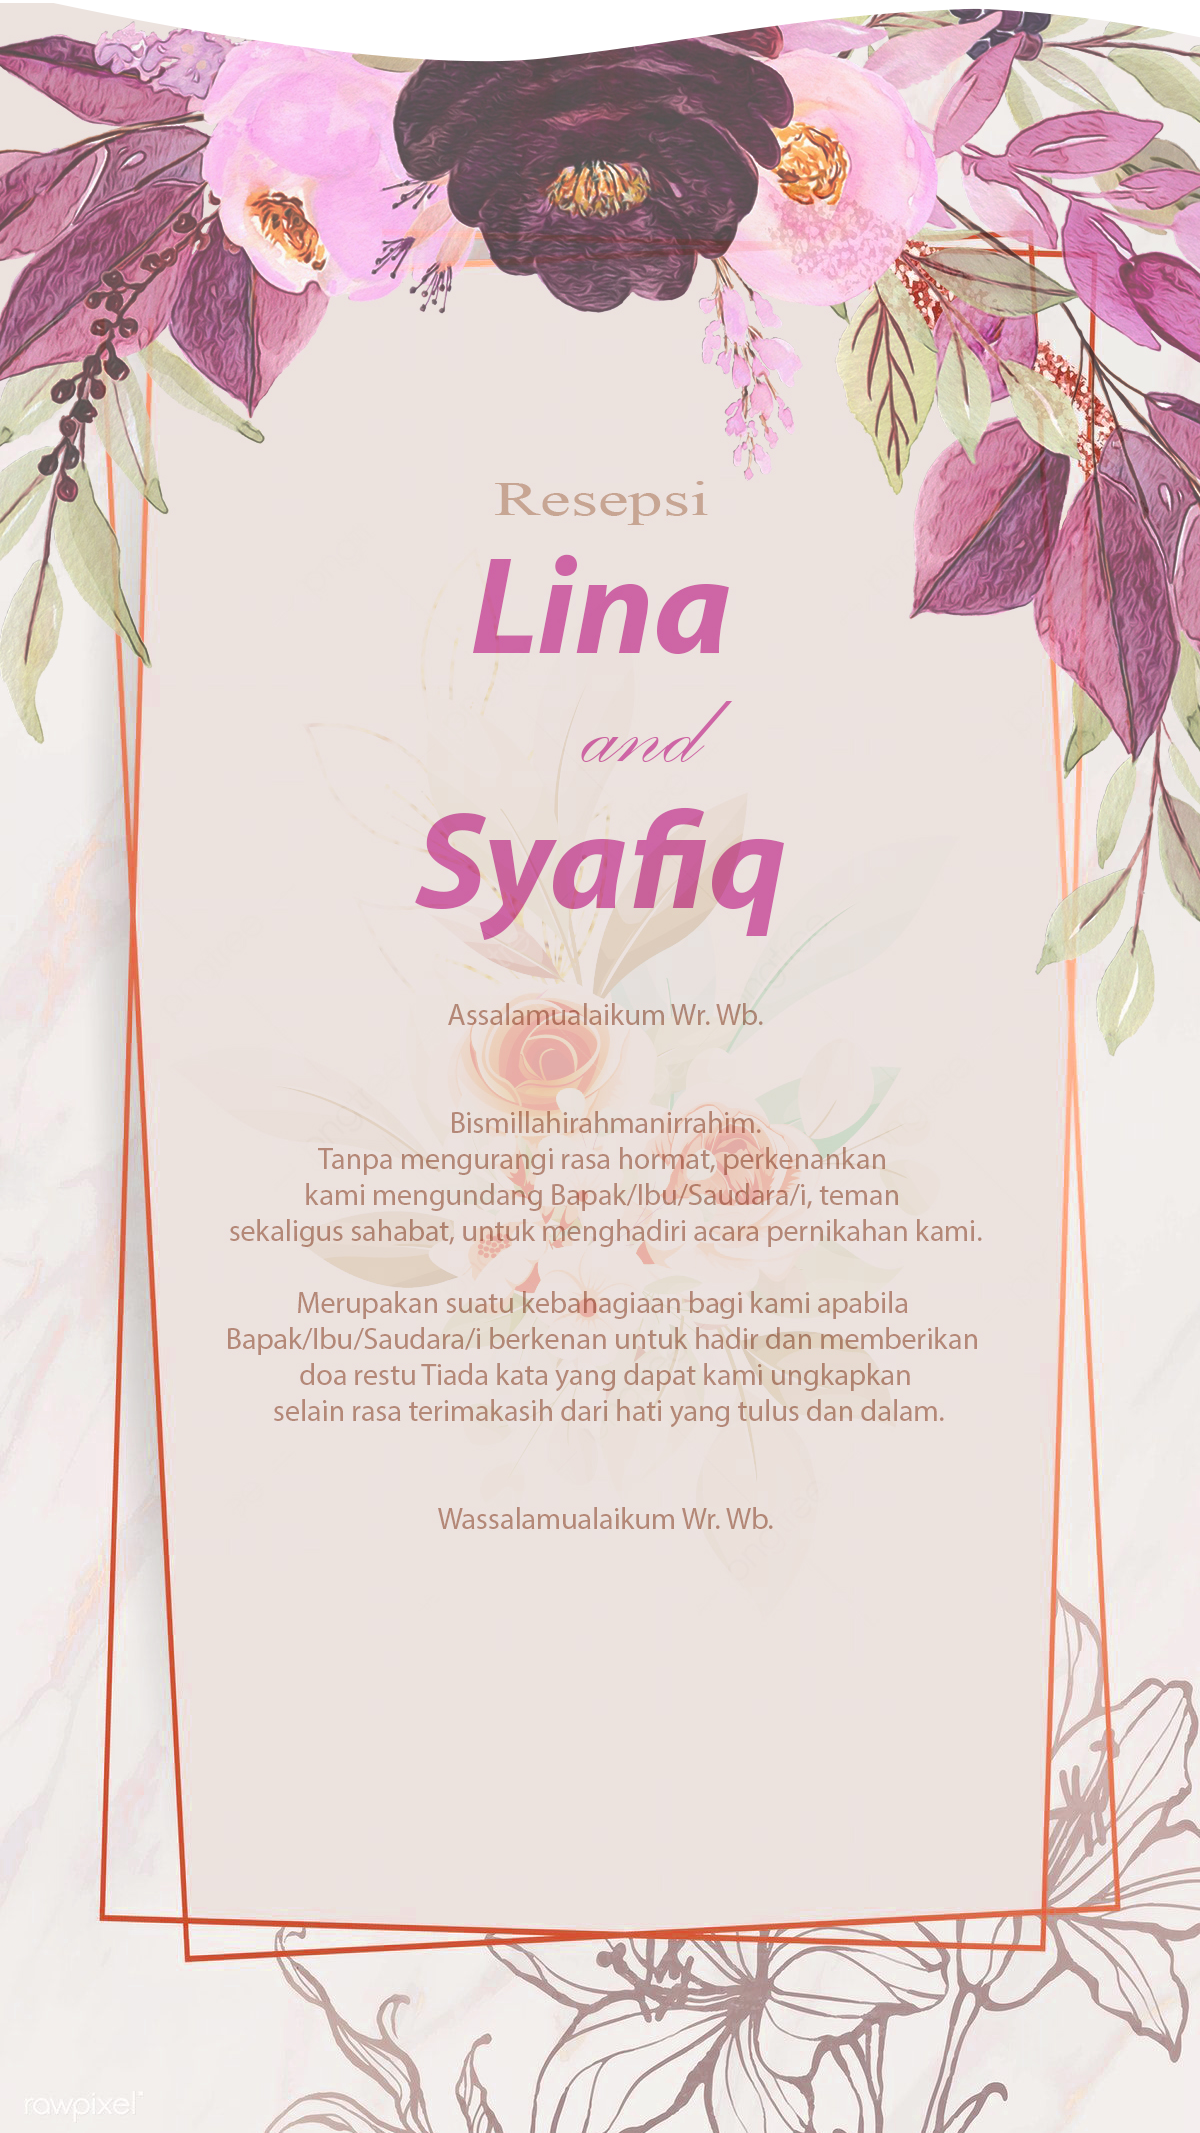 Resepsi
Lina
and
Syafiq
Assalamualaikum Wr. Wb.
Bismillahirahmanirrahim.
Tanpa mengurangi rasa hormat, perkenankan
kami mengundang Bapak/Ibu/Saudara/i, teman
sekaligus sahabat, untuk menghadiri acara pernikahan kami.
Merupakan suatu kebahagiaan bagi kami apabila
Bapak/Ibu/Saudara/i berkenan untuk hadir dan memberikan
doa restu Tiada kata yang dapat kami ungkapkan
selain rasa terimakasih dari hati yang tulus dan dalam.
Wassalamualaikum Wr. Wb.
rawpixel